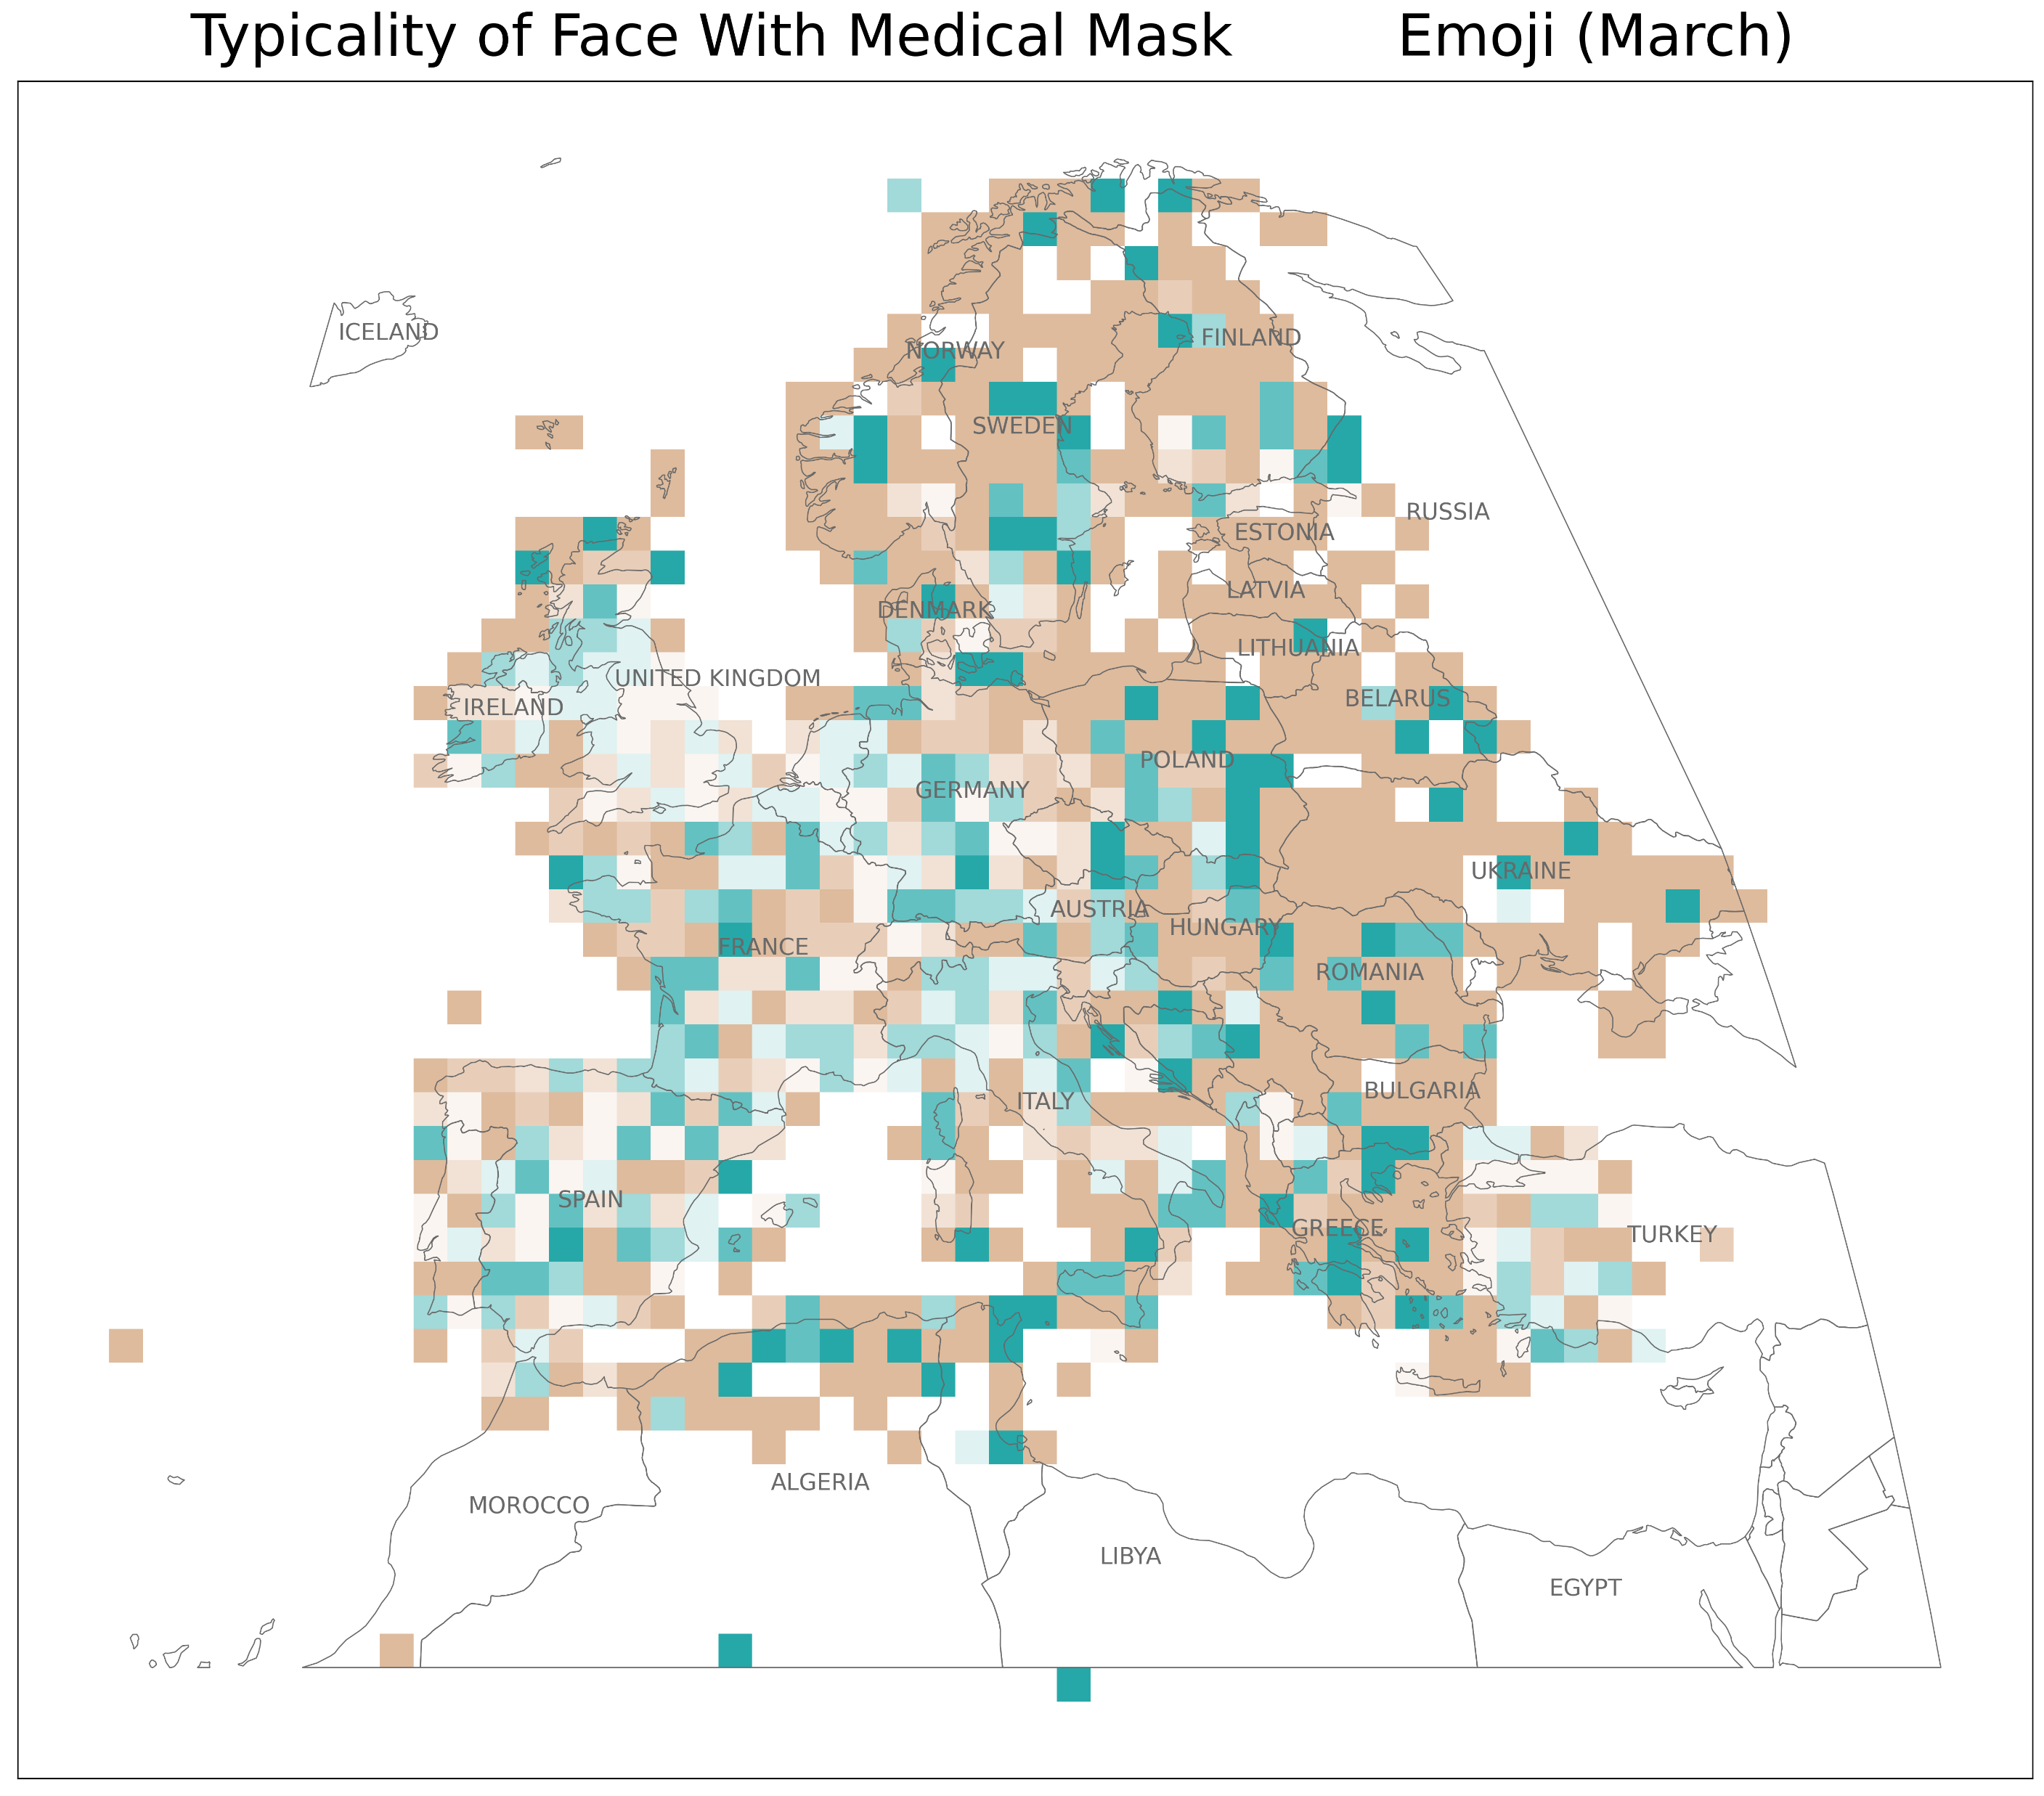 Typicality of Face With Medical Mask Emoji (March)
ICELAND
FINLAND
NORWAY
SWEDEN
RUSSIA
ESTONIA
LATVIA
DENMARK
LITHUANIA
UNITED KINGDOM
BELARUS
IRELAND
POLAND
GERMANY
UKRAINE
AUSTRIA
HUNGARY
FRANCE
ROMANIA
BULGARIA
ITALY
SPAIN
GREECE
TURKEY
ALGERIA
MOROCCO
LIBYA
EGYPT